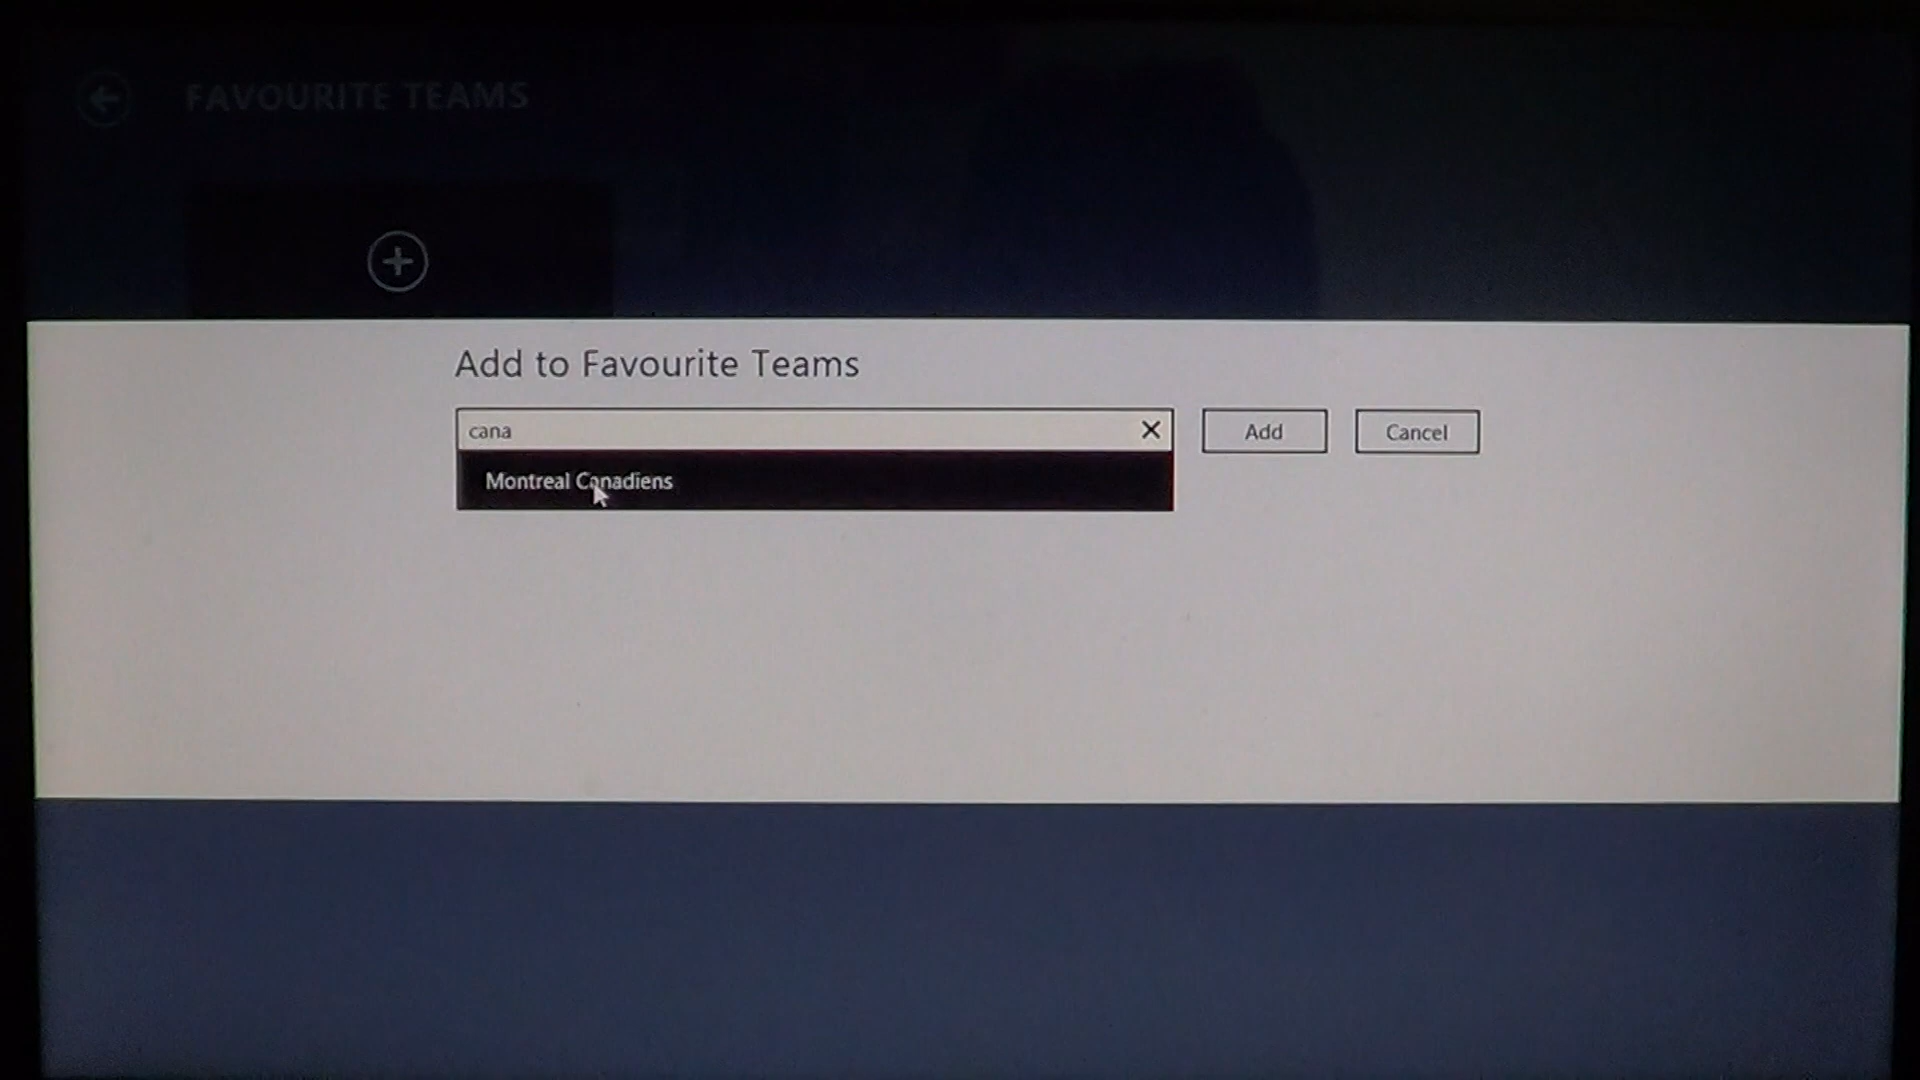 FAVOURITE TEAMS
Add to Favourite Teams
cana
Add
Cancel
Montreal Canadiens